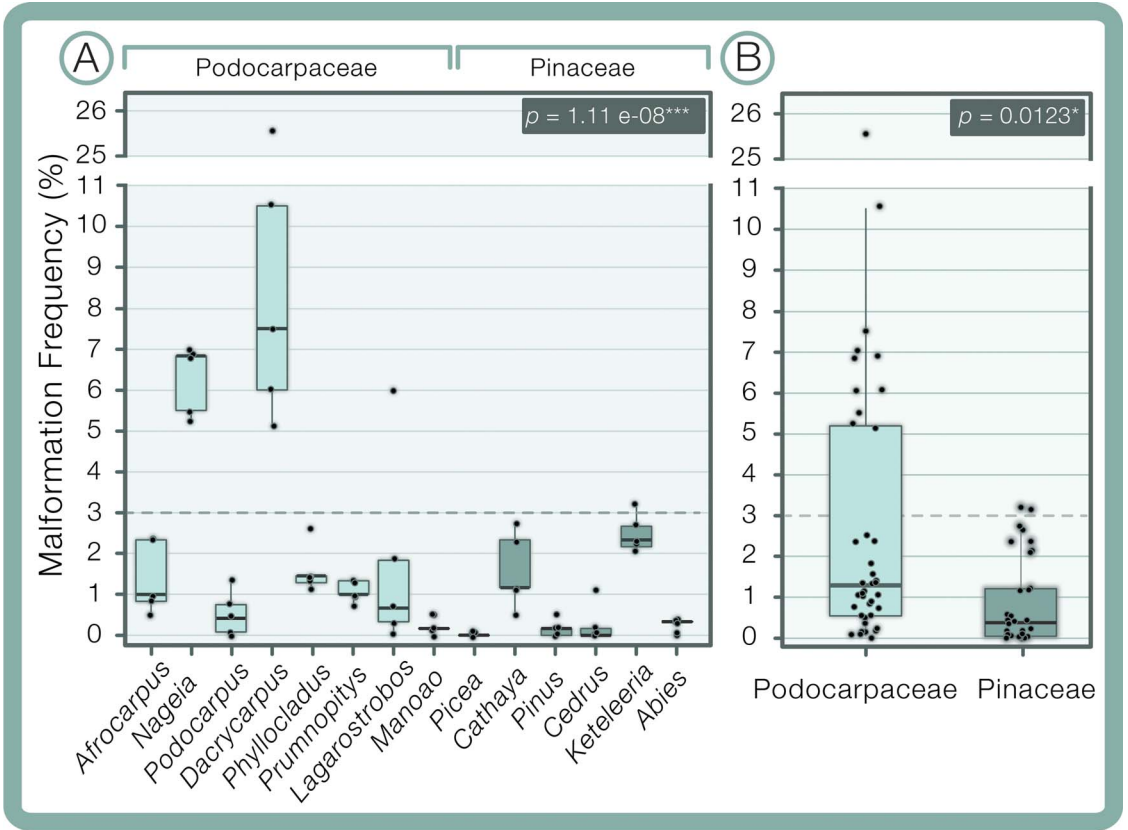 A
Podocarpaceae
Pinaceae
Malformation Frequency (%)
p = 1.11 e-08***
26
25
11
10
9
8
7
6
5
4
3
2
1
0
Afrocarpus
Nageia
Podocarpus
Dacrycarpus
Phyllocladus
Prumnopitys
Lagarostrobos
Manoao
Picea
Cathaya
Pinus
Cedrus
Keteleeria
Abies
B
p = 0.0123*
26
25
11
10
9
8
7
6
5
4
3
2
1
0
Podocarpaceae
Pinaceae